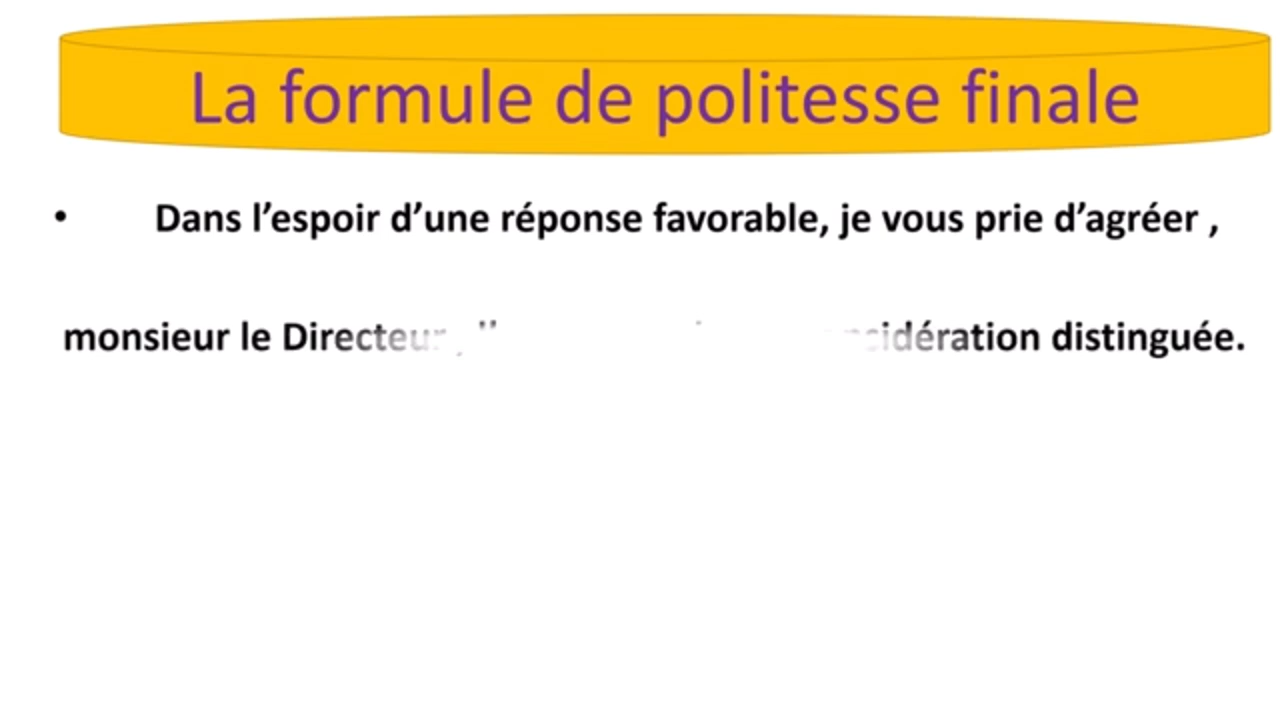 La formule de politesse finale
• Dans l’espoir d’une réponse favorable, je vous prie d’agréer ,
monsieur le Directeur distinguée.